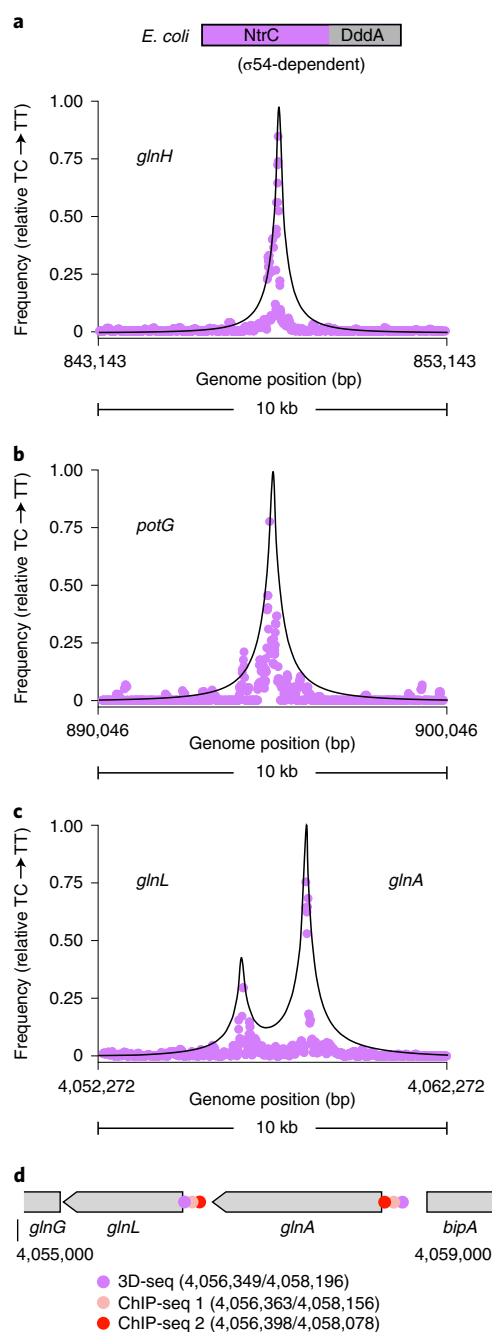 a
E. coli NtrC DddA
(σ54-dependent)
Frequency (relative TC → TT)
1.00
0.75
0.50
0.25
0
glnH
843,143 853,143
Genome position (bp)
10 kb
b
Frequency (relative TC → TT)
1.00
0.75
0.50
0.25
0
potG
890,046 900,046
Genome position (bp)
10 kb
c
Frequency (relative TC → TT)
1.00
0.75
0.50
0.25
0
glnL glnA
4,052,272 4,062,272
Genome position (bp)
10 kb
d
glnG glnL glnA bipA
4,055,000 4,059,000
3D-seq (4,056,349/4,058,196)
ChIP-seq 1 (4,056,363/4,058,156)
ChIP-seq 2 (4,056,398/4,058,078)